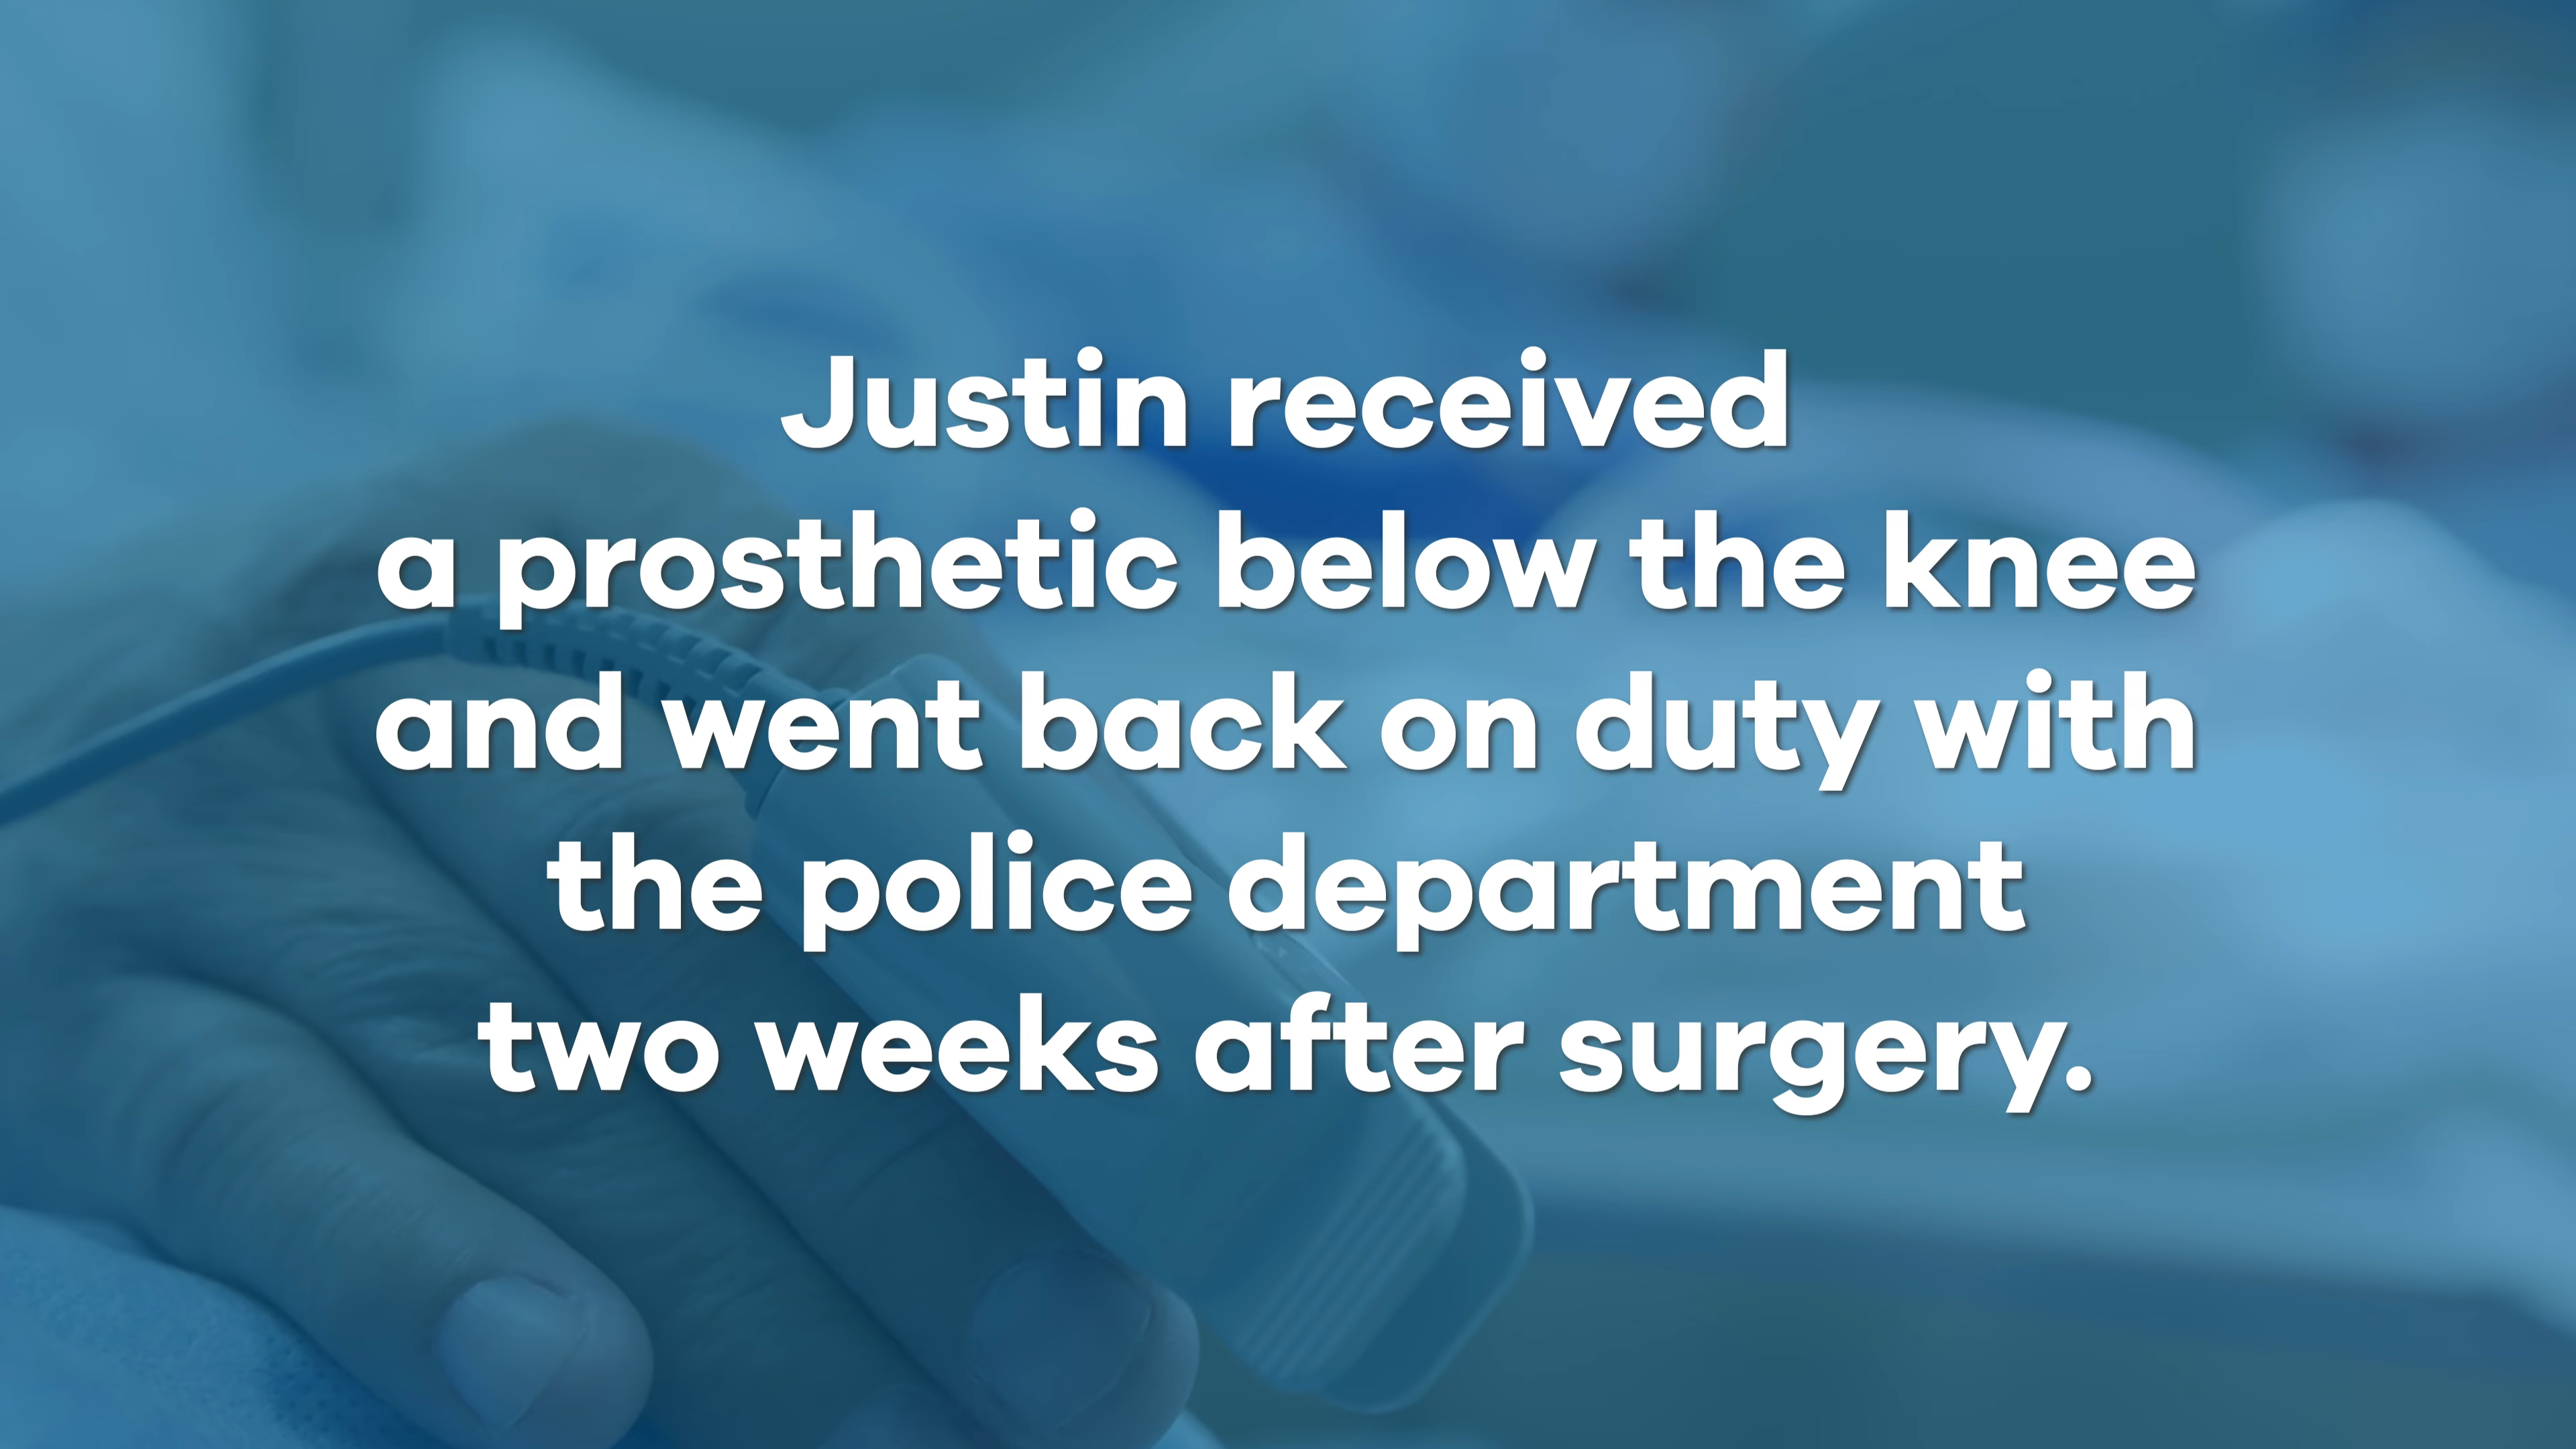 Justin received
a prosthetic below the knee
and went back on duty with
the police department
two weeks after surgery.